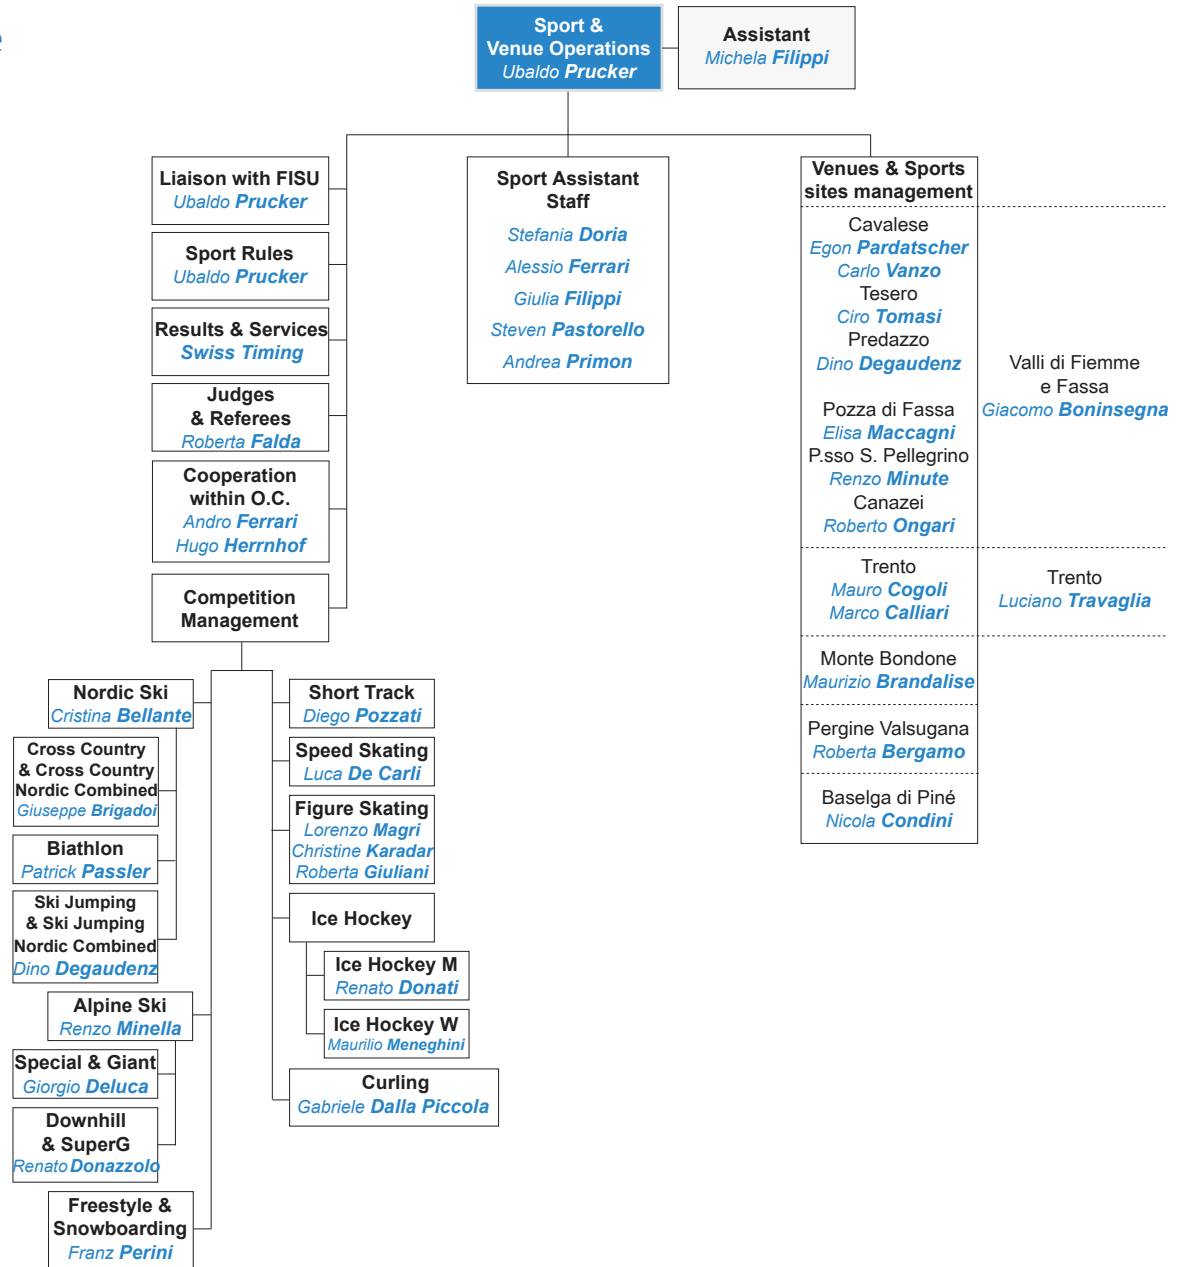 e
Sport &
Venue Operations
Ubaldo Prucker
Assistant
Michela Filippi
Liaison with FISU
Ubaldo Prucker
Sport Rules
Ubaldo Prucker
Results & Services
Swiss Timing
Judges
& Referees
Roberta Falda
Cooperation
within O.C.
Andro Ferrari
Hugo Herrnhof
Competition
Management
Sport Assistant
Staff
Stefania Doria
Alessio Ferrari
Giulia Filippi
Steven Pastorello
Andrea Primon
Venues & Sports
sites management
Cavalese
Egon Pardatscher
Carlo Vanzo
Tesero
Ciro Tomasi
Predazzo
Dino Degaudenz
Pozza di Fassa
Elisa Maccagni
P.sso S. Pellegrino
Renzo Minute
Canazei
Roberto Ongari
Valli di Fiemme
e Fassa
Giacomo Boninsegna
Trento
Mauro Cogoli
Marco Calliari
Trento
Luciano Travaglia
Monte Bondone
Maurizio Brandalise
Pergine Valsugana
Roberta Bergamo
Baselga di Piné
Nicola Condini
Nordic Ski
Cristina Bellante
Cross Country
& Cross Country
Nordic Combined
Giuseppe Brigadoi
Biathlon
Patrick Passler
Ski Jumping
& Ski Jumping
Nordic Combined
Dino Degaudenz
Alpine Ski
Renzo Minella
Special & Giant
Giorgio Deluca
Downhill
& SuperG
Renato Donazzolo
Freestyle &
Snowboarding
Franz Perini
Short Track
Diego Pozzati
Speed Skating
Luca De Carli
Figure Skating
Lorenzo Magri
Christine Karadar
Roberta Giuliani
Ice Hockey
Ice Hockey M
Renato Donati
Ice Hockey W
Maurilio Meneghini
Curling
Gabriele Dalla Piccola